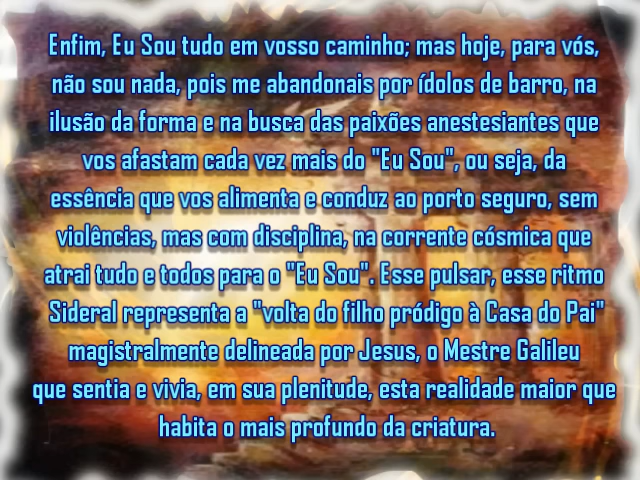 Enfim, Eu Sou tudo em vosso caminho; mas hoje, para vós,
não sou nada, pois me abandonais por ídolos de barro, na
ilusão da forma e na busca das paixões anestesiantes que
vos afastam cada vez mais do "Eu Sou", ou seja, da
essência que vos alimenta e conduz ao porto seguro, sem
violências, mas com disciplina, na corrente cósmica que
atrai tudo e todos para o "Eu Sou". Esse pulsar, esse ritmo
Sideral representa a "volta do filho pródigo à Casa do Pai"
magistralmente delineada por Jesus, o Mestre Galileu
que sentia e vivia, em sua plenitude, esta realidade maior que
habita o mais profundo da criatura.